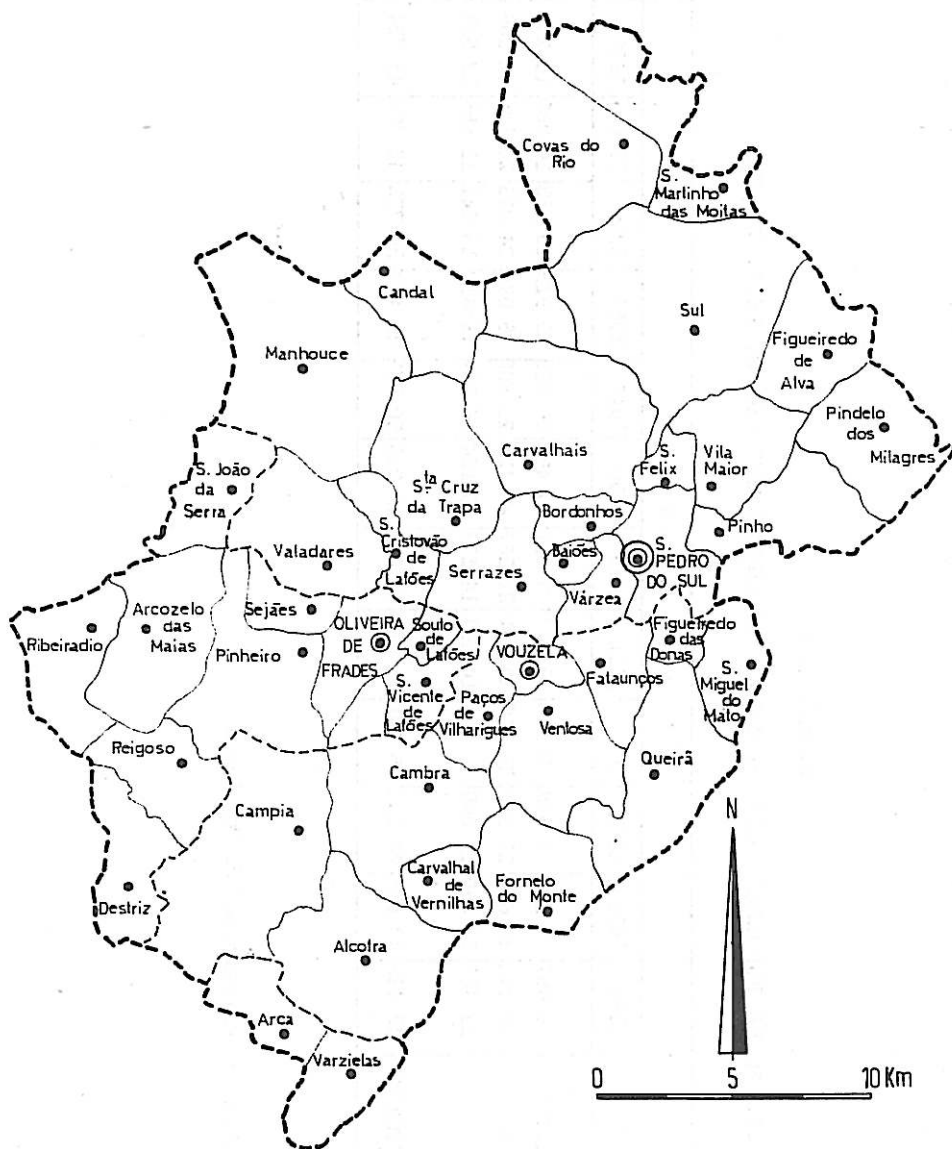 Covas do
Rio
S.
Martinho
das Moitas
Candal
Sul
Manhouce
Figueiredo
de
Alva
Pindelo
dos
Milagres
Carvalhais
S.
Felix
Vila
Maior
S. João
da
Serra
Sta. Cruz
da Trapa
Bordonhos
Pinho
S.
Cristovão
de
Lafões
Baiões
S.
PEDRO
DO SUL
Valadares
Serrazes
Várzea
Sejães
Ribeiradio
Arcozelo
das
Maias
OLIVEIRA
DE
FRADES
Souto
de
Lafões
Figueiredo
das
Donas
Pinheiro
VOUZELA
Fataunços
S.
Miguel
do
Mato
S.
Vicente
de
Lafões
Paços
de
Vilharigues
Ventosa
Reigoso
Cambra
Queirã
Campia
N
Carvalhal
de
Vernilhas
Fornelo
do Monte
Destriz
Alcofra
Arca
Varzielas
0 5 10 Km